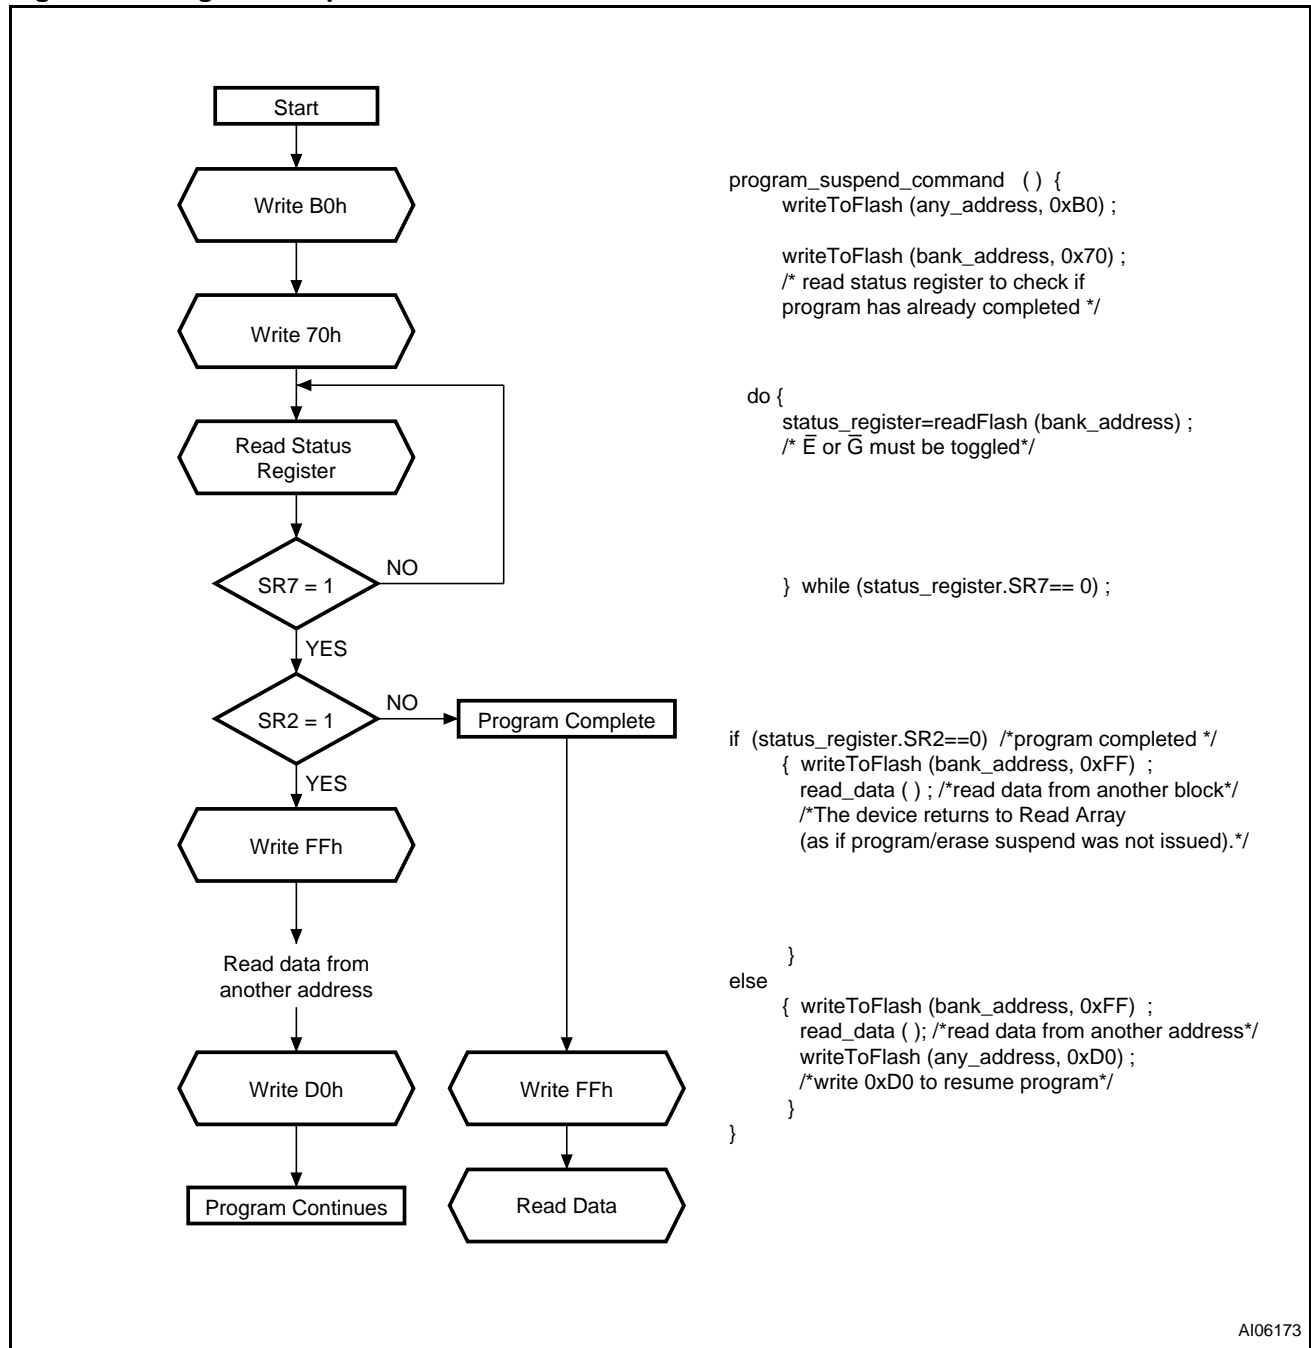 Start
Write B0h
Write 70h
Read Status
Register
SR7 = 1
NO
YES
SR2 = 1
NO
Program Complete
YES
Write FFh
Read data from
another address
Write D0h
Write FFh
Program Continues
Read Data
program_suspend_command ( ) {
writeToFlash (any_address, 0xB0) ;
writeToFlash (bank_address, 0x70) ;
/* read status register to check if
program has already completed */
do {
status_register=readFlash (bank_address) ;
/* E̅ or G̅ must be toggled*/
} while (status_register.SR7== 0) ;
if (status_register.SR2==0) /*program completed */
{ writeToFlash (bank_address, 0xFF) ;
read_data ( ) ; /*read data from another block*/
/*The device returns to Read Array
(as if program/erase suspend was not issued).*/
}
else
{ writeToFlash (bank_address, 0xFF) ;
read_data ( ); /*read data from another address*/
writeToFlash (any_address, 0xD0) ;
/*write 0xD0 to resume program*/
}
}
AI06173